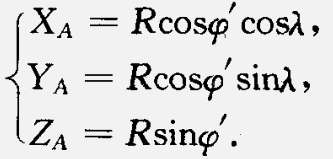 X_A = Rcosφ′cosλ,
Y_A = Rcosφ′sinλ,
Z_A = Rsinφ′.